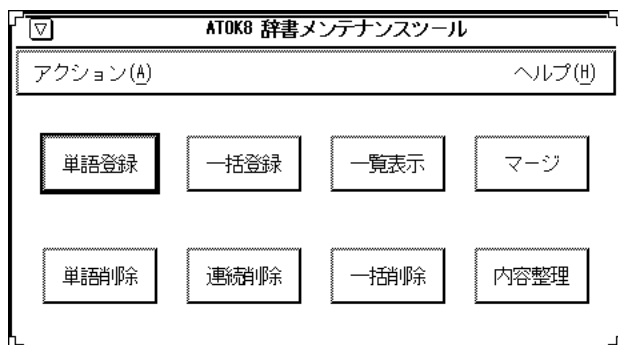 ATOK8 辞書メンテナンスツール
アクション(A) ヘルプ(H)
単語登録 一括登録 一覧表示 マージ
単語削除 連続削除 一括削除 内容整理